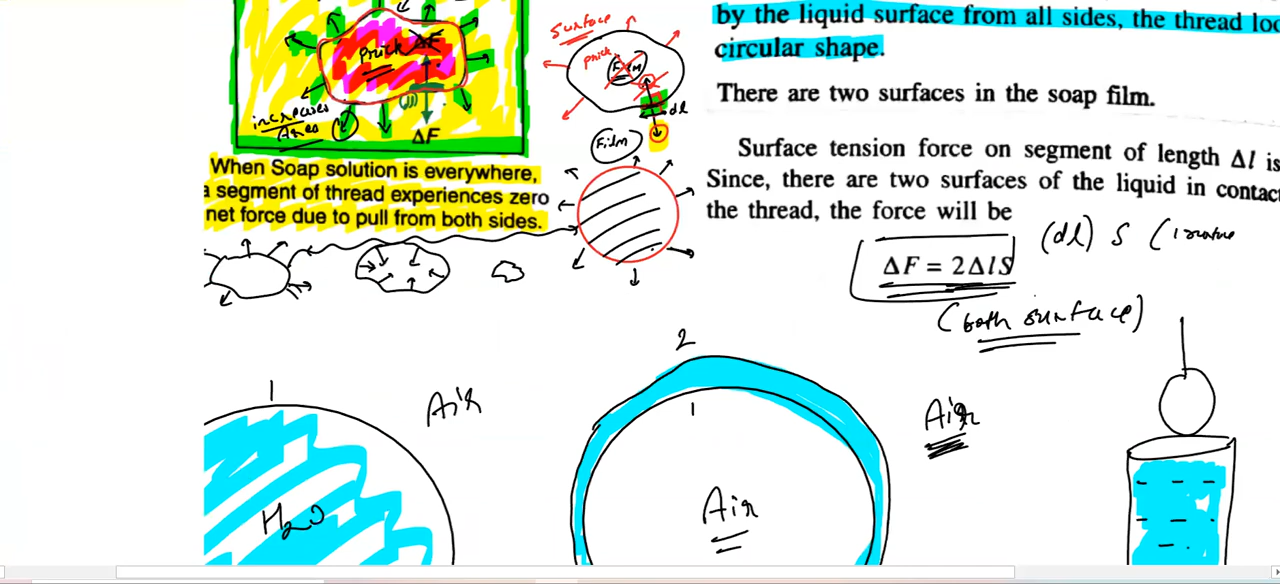 Prick ΔF
increases
Area
ΔF
When Soap solution is everywhere,
a segment of thread experiences zero
net force due to pull from both sides.
Surface
Prick
dl
Film
by the liquid surface from all sides, the thread
circular shape.
There are two surfaces in the soap film.
Surface tension force on segment of length Δl is
Since, there are two surfaces of the liquid in
the thread, the force will be
(dl) S (1
ΔF = 2ΔlS
(both surface)
1
Air
H2O
2
1
Air
Air